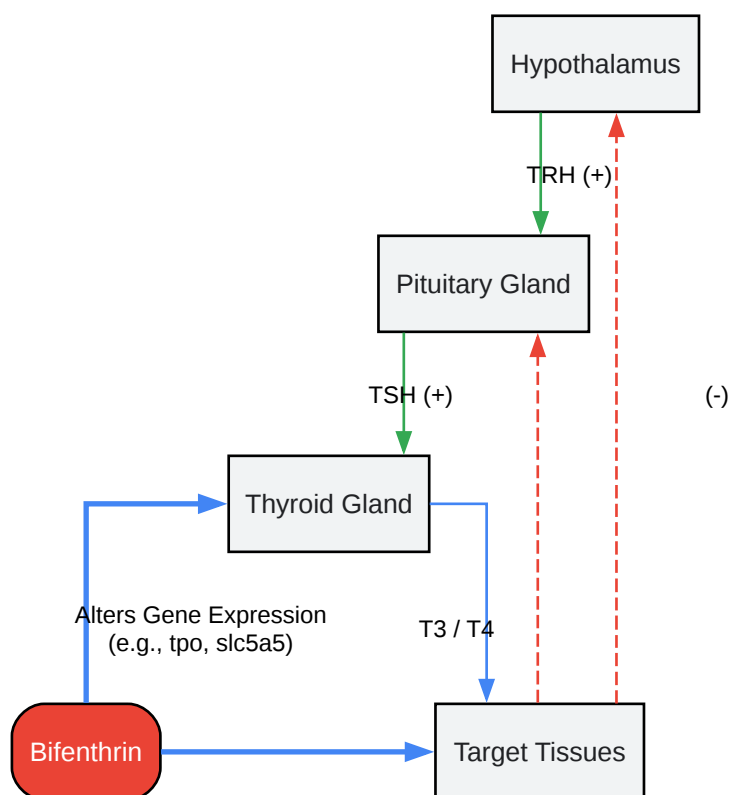 Hypothalamus
TRH (+)
Pituitary Gland
TSH (+)
(-)
Thyroid Gland
Alters Gene Expression
(e.g., tpo, slc5a5)
T3 / T4
Bifenthrin
Target Tissues